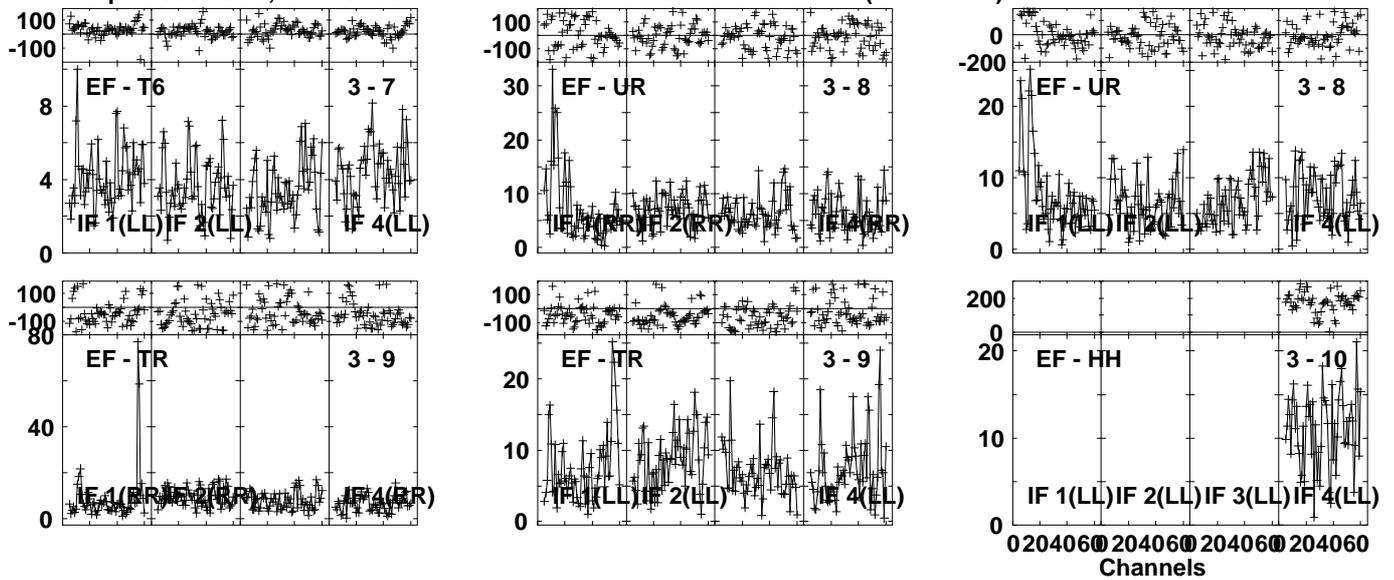 100
-100
EF - T6 3 - 7
8
4
0
IF 1(LL) IF 2(LL) IF 4(LL)
100
-100
EF - UR 3 - 8
30
20
10
0
IF 1(RR) IF 2(RR) IF 4(RR)
0
-200
EF - UR 3 - 8
20
10
0
IF 1(LL) IF 2(LL) IF 4(LL)
100
-100
80
EF - TR 3 - 9
40
0
IF 1(RR) IF 2(RR) IF 4(RR)
100
-100
EF - TR 3 - 9
20
10
0
IF 1(LL) IF 2(LL) IF 4(LL)
200
0
EF - HH 3 - 10
20
10
0
IF 1(LL) IF 2(LL) IF 3(LL) IF 4(LL)
0 20 40 60 0 20 40 60 0 20 40 60 0 20 40 60
Channels